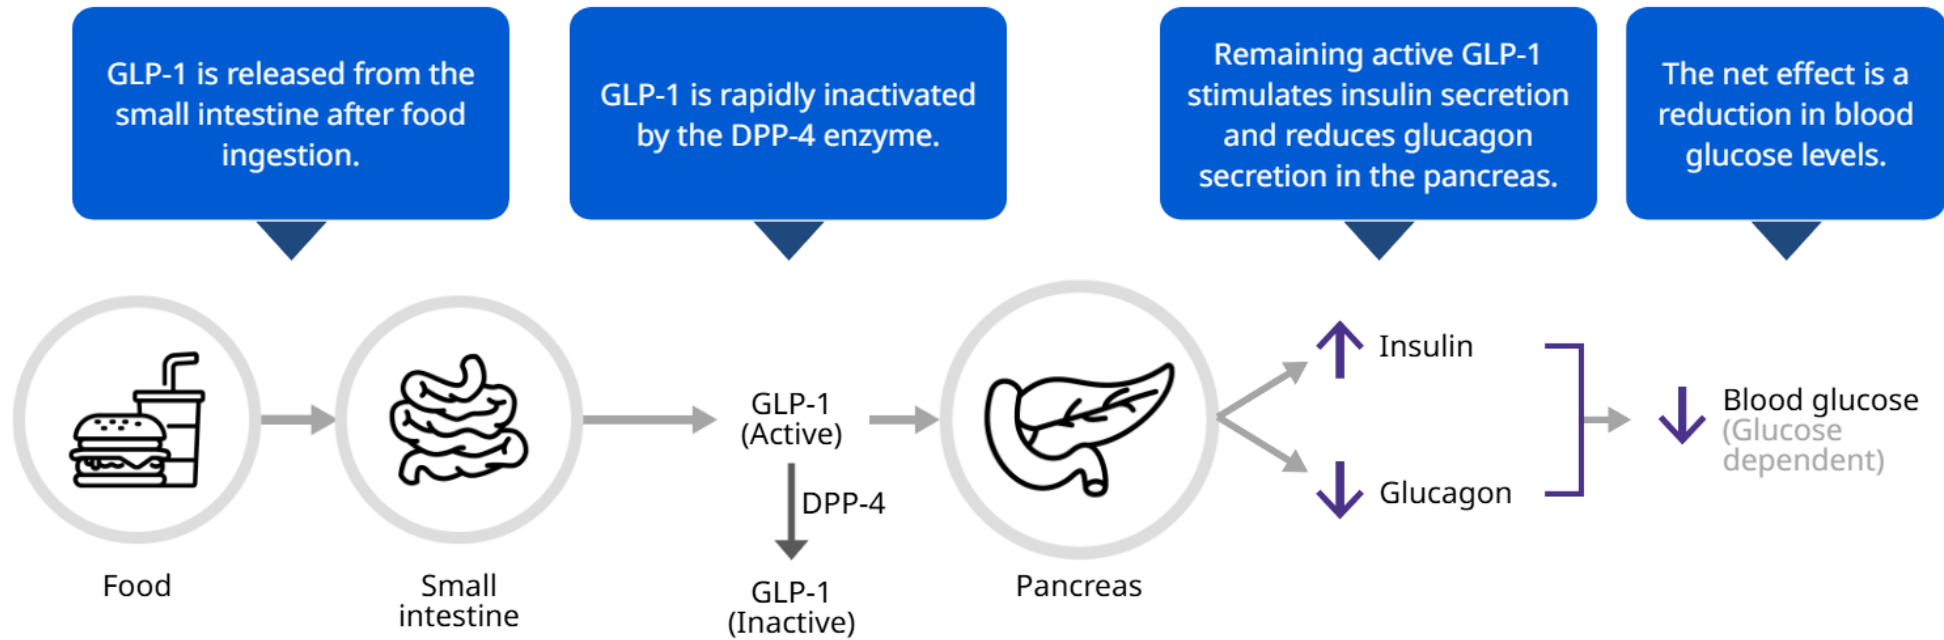 GLP-1 is released from the
small intestine after food
ingestion.
GLP-1 is rapidly inactivated
by the DPP-4 enzyme.
Remaining active GLP-1
stimulates insulin secretion
and reduces glucagon
secretion in the pancreas.
The net effect is a
reduction in blood
glucose levels.
Food
Small
intestine
GLP-1
(Active)
DPP-4
GLP-1
(Inactive)
Pancreas
Insulin
Glucagon
Blood glucose
(Glucose
dependent)